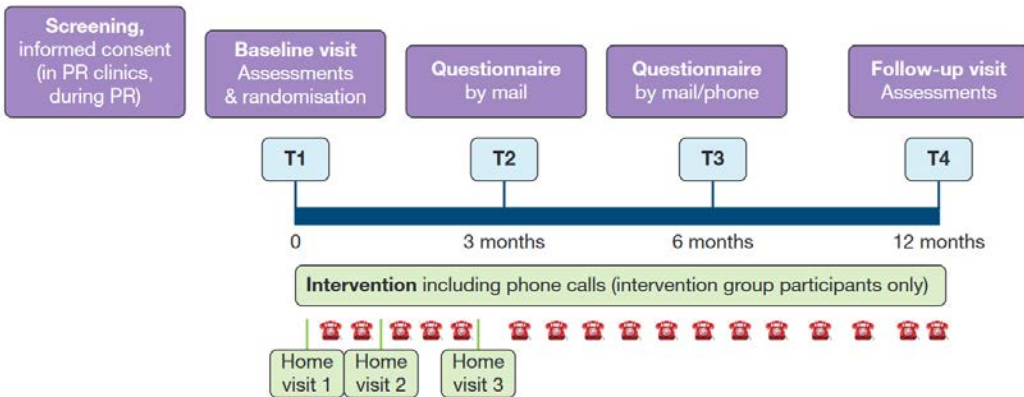 Screening,
informed consent
(in PR clinics,
during PR)
Baseline visit
Assessments
& randomisation
Questionnaire
by mail
Questionnaire
by mail/phone
Follow-up visit
Assessments
T1
T2
T3
T4
0
3 months
6 months
12 months
Intervention including phone calls (intervention group participants only)
Home
visit 1
Home
visit 2
Home
visit 3